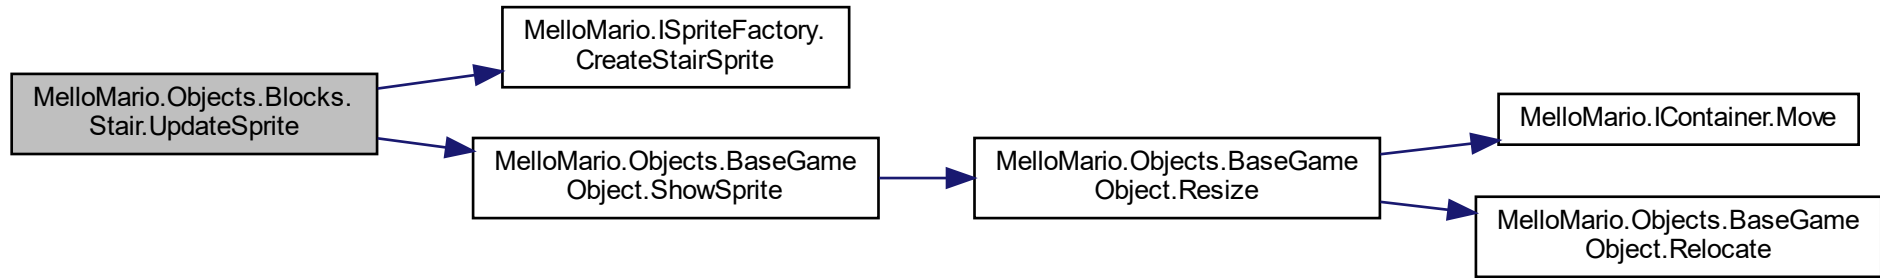 MelloMario.Objects.Blocks.
Stair.UpdateSprite
MelloMario.ISpriteFactory.
CreateStairSprite
MelloMario.Objects.BaseGame
Object.ShowSprite
MelloMario.Objects.BaseGame
Object.Resize
MelloMario.IContainer.Move
MelloMario.Objects.BaseGame
Object.Relocate